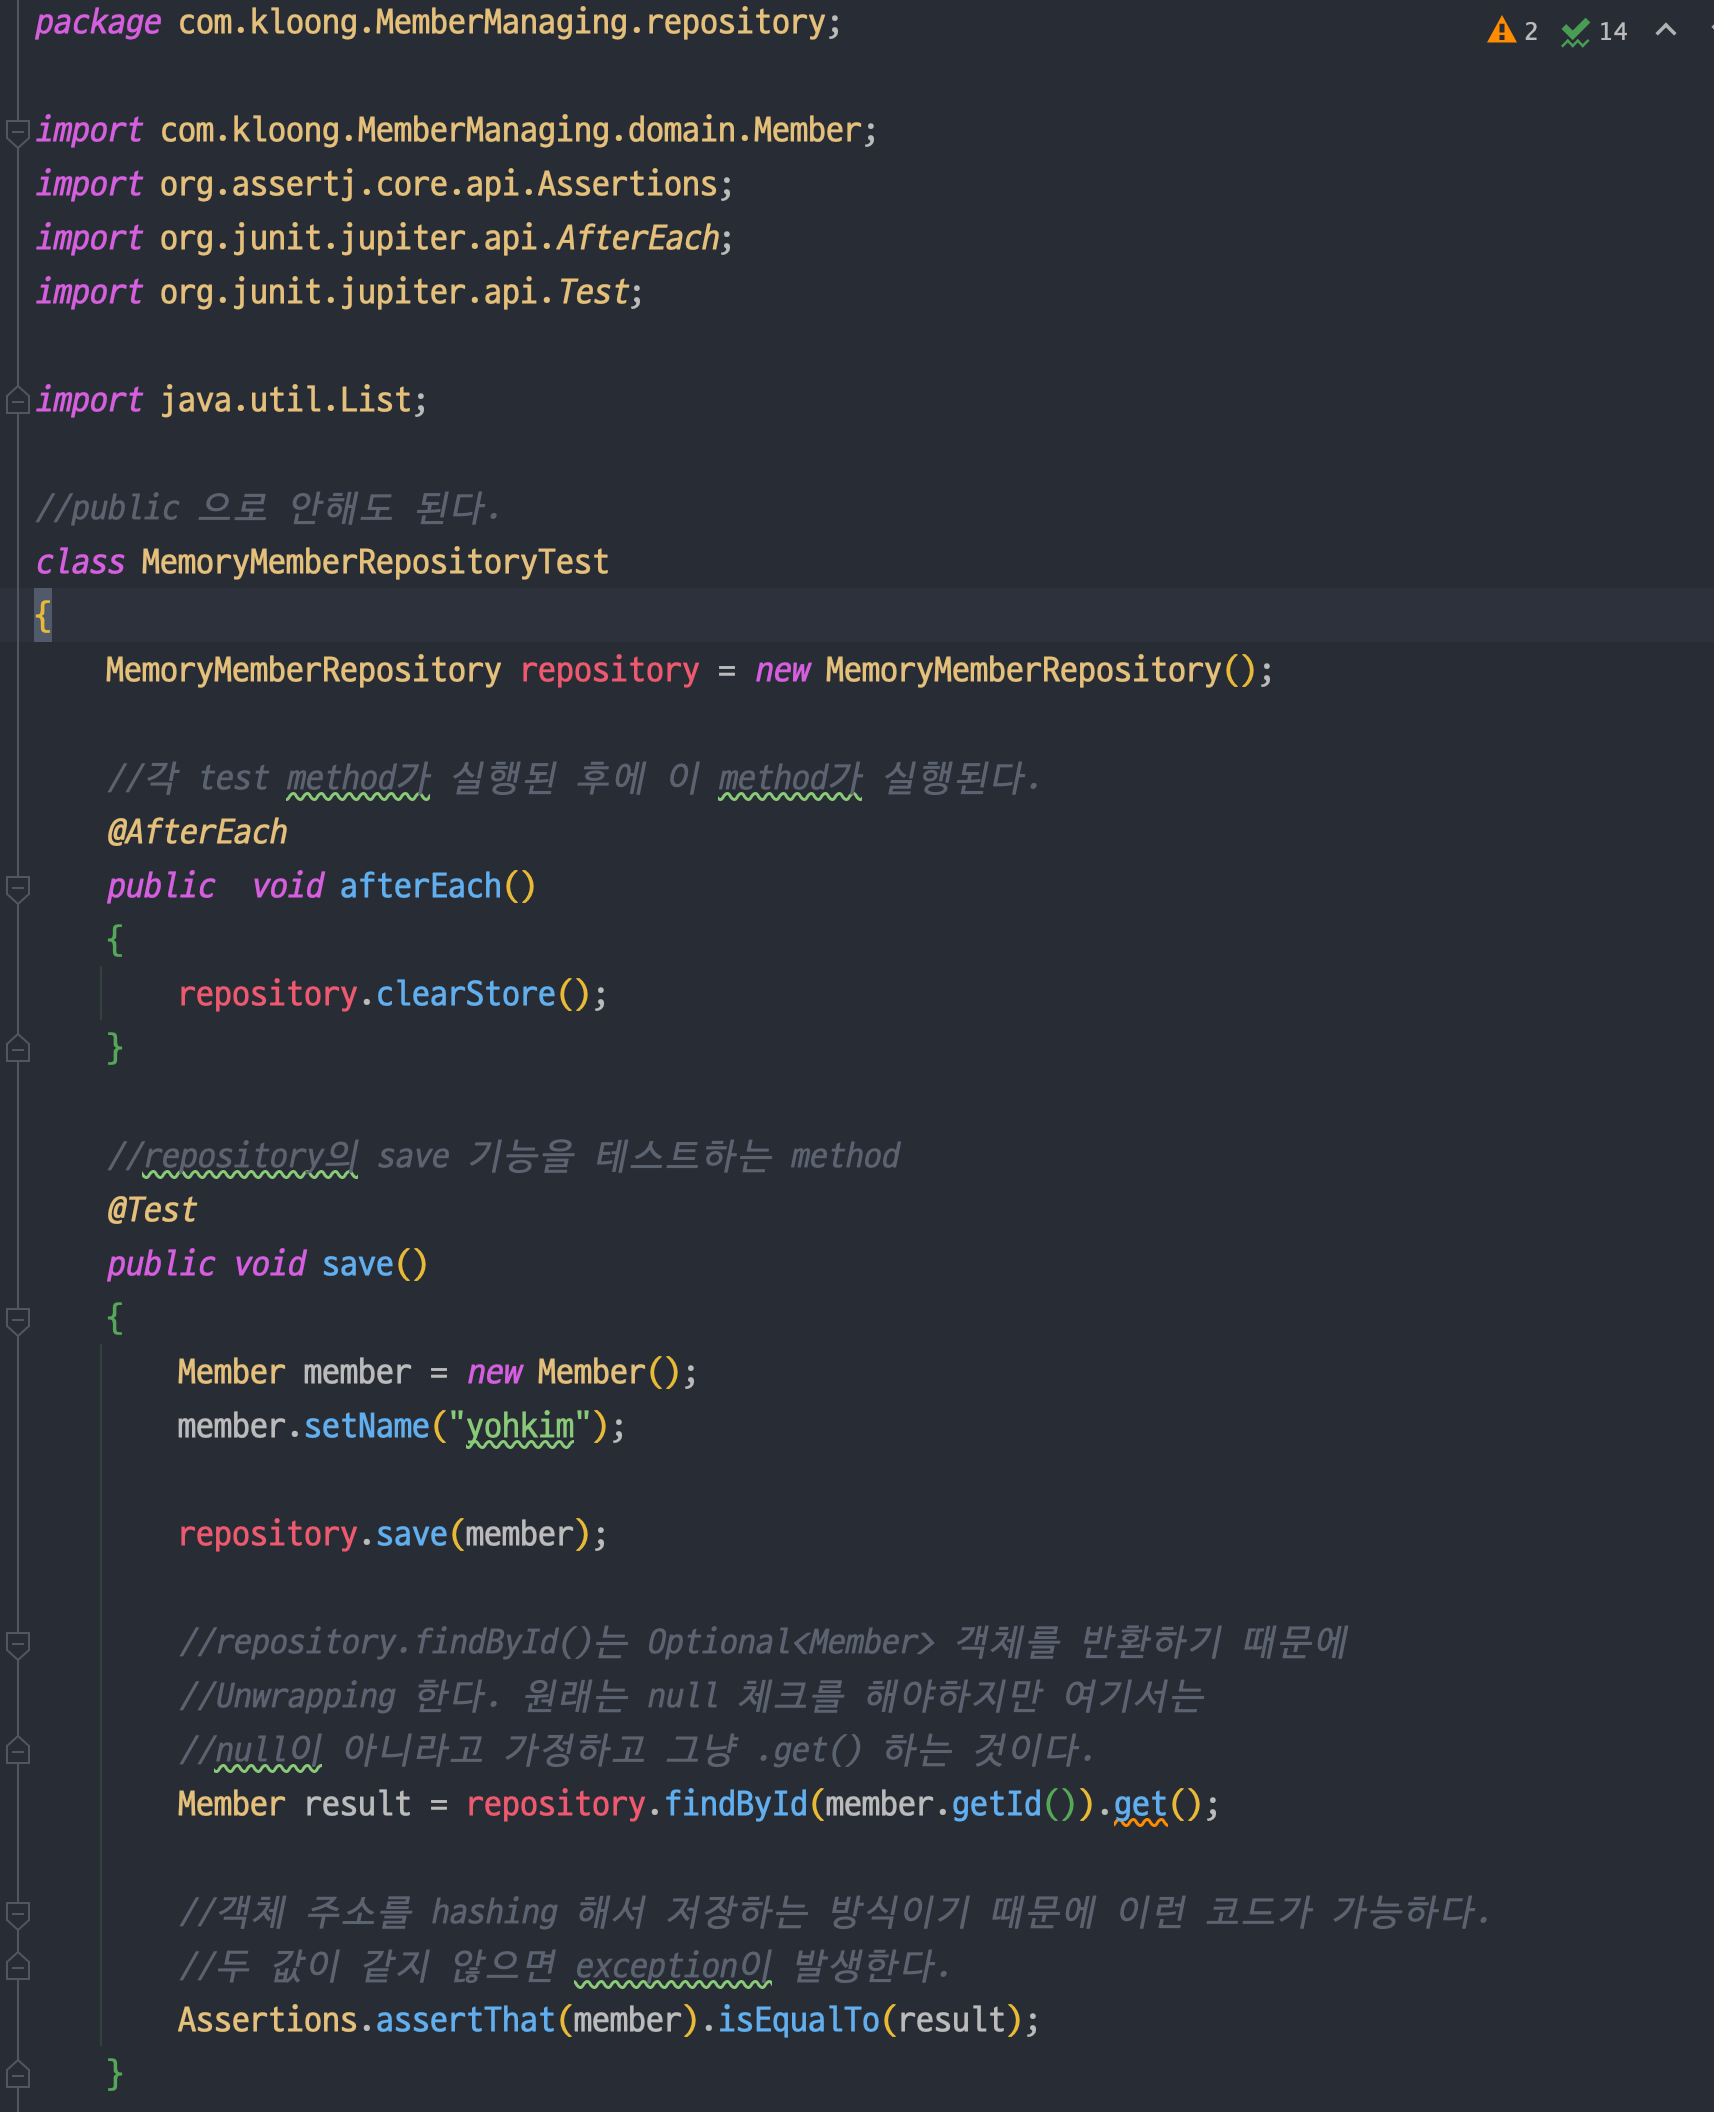 package com.kloong.MemberManaging.repository;
2 14
import com.kloong.MemberManaging.domain.Member;
import org.assertj.core.api.Assertions;
import org.junit.jupiter.api.AfterEach;
import org.junit.jupiter.api.Test;
import java.util.List;
//public 으로 안해도 된다.
class MemoryMemberRepositoryTest
{
MemoryMemberRepository repository = new MemoryMemberRepository();
//각 test method가 실행된 후에 이 method가 실행된다.
@AfterEach
public  void afterEach()
{
repository.clearStore();
}
//repository의 save 기능을 테스트하는 method
@Test
public void save()
{
Member member = new Member();
member.setName("yohkim");
repository.save(member);
//repository.findById()는 Optional<Member> 객체를 반환하기 때문에
//Unwrapping 한다. 원래는 null 체크를 해야하지만 여기서는
//null이 아니라고 가정하고 그냥 .get() 하는 것이다.
Member result = repository.findById(member.getId()).get();
//객체 주소를 hashing 해서 저장하는 방식이기 때문에 이런 코드가 가능하다.
//두 값이 같지 않으면 exception이 발생한다.
Assertions.assertThat(member).isEqualTo(result);
}